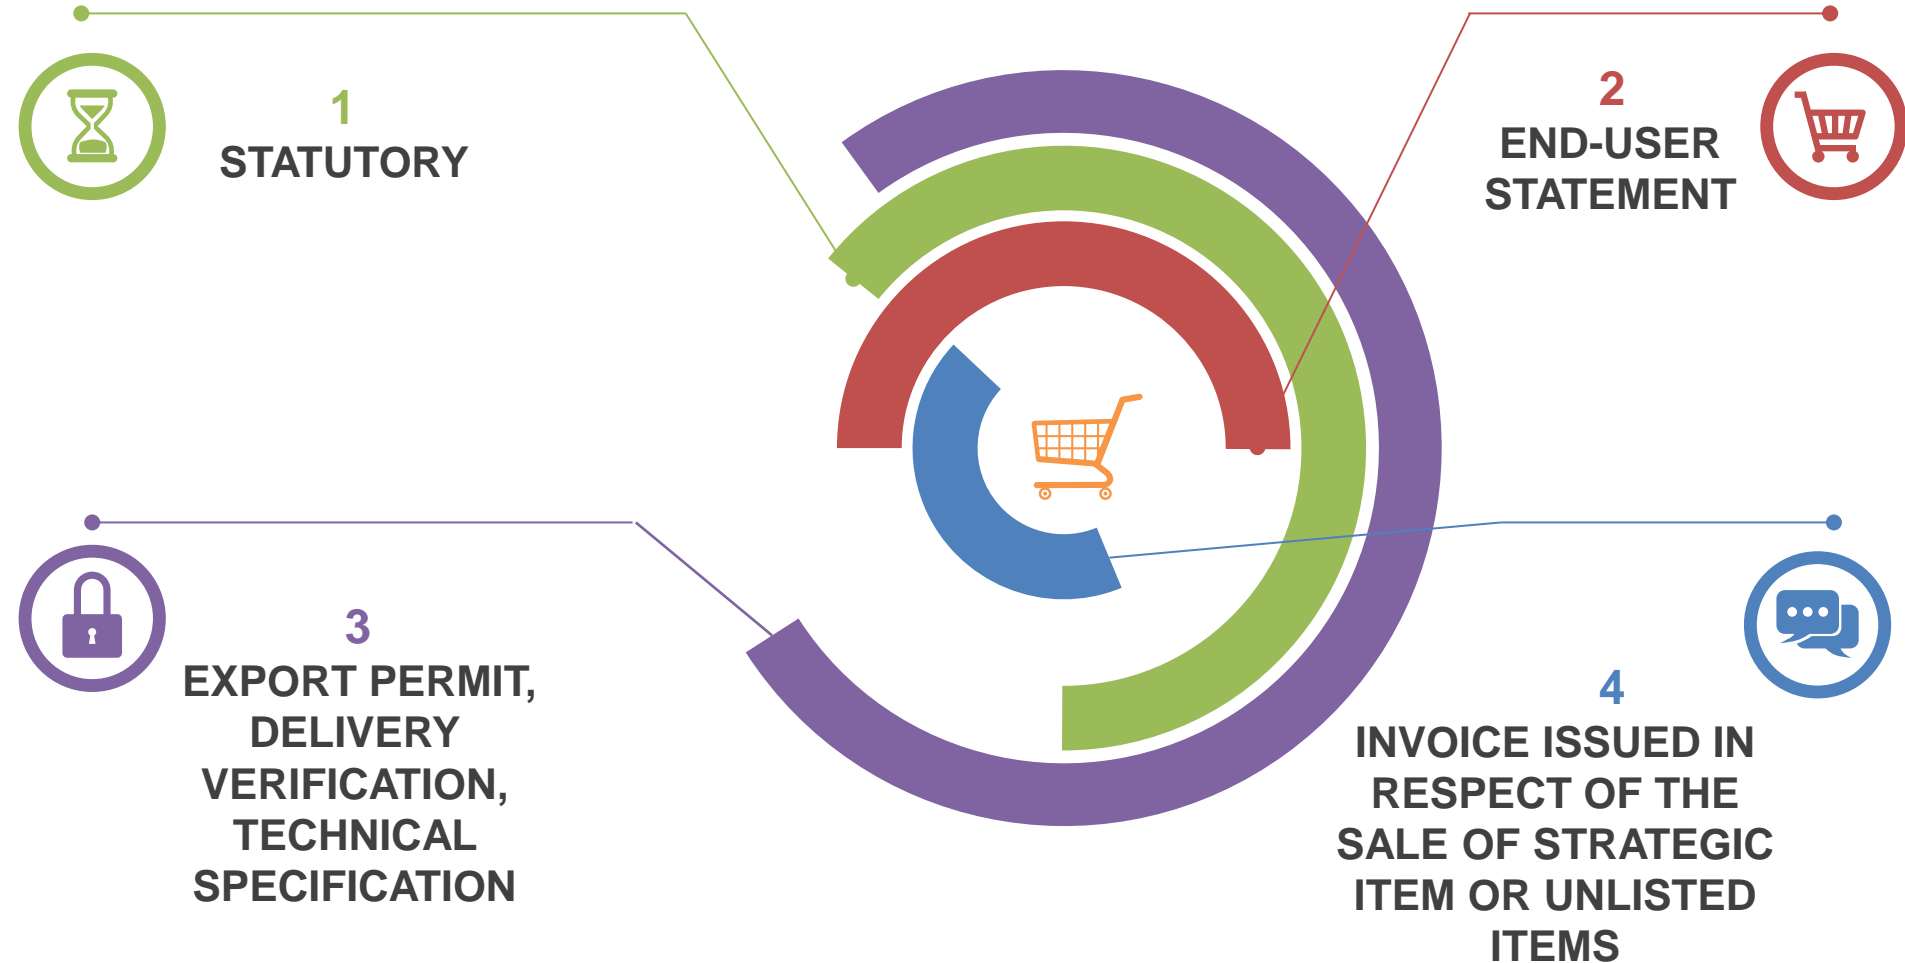 1
STATUTORY
2
END-USER
STATEMENT
3
EXPORT PERMIT,
DELIVERY
VERIFICATION,
TECHNICAL
SPECIFICATION
4
INVOICE ISSUED IN
RESPECT OF THE
SALE OF STRATEGIC
ITEM OR UNLISTED
ITEMS